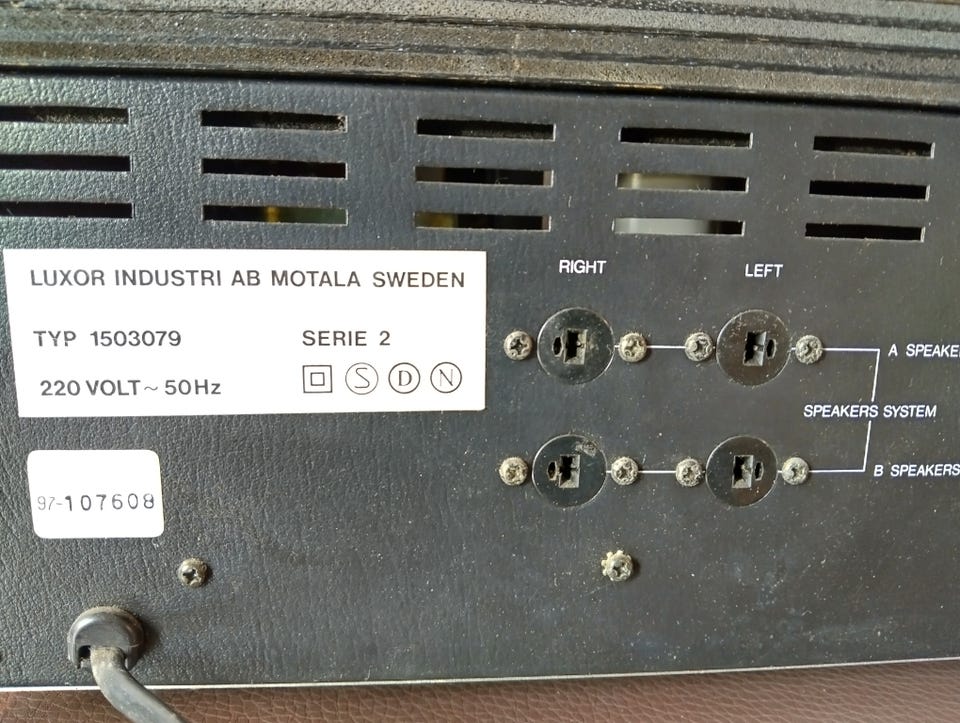 LUXOR INDUSTRI AB MOTALA SWEDEN
TYP 1503079 SERIE 2
220 VOLT ~ 50Hz S D N
97-107608
RIGHT LEFT
A SPEAKE
SPEAKERS SYSTEM
B SPEAKERS